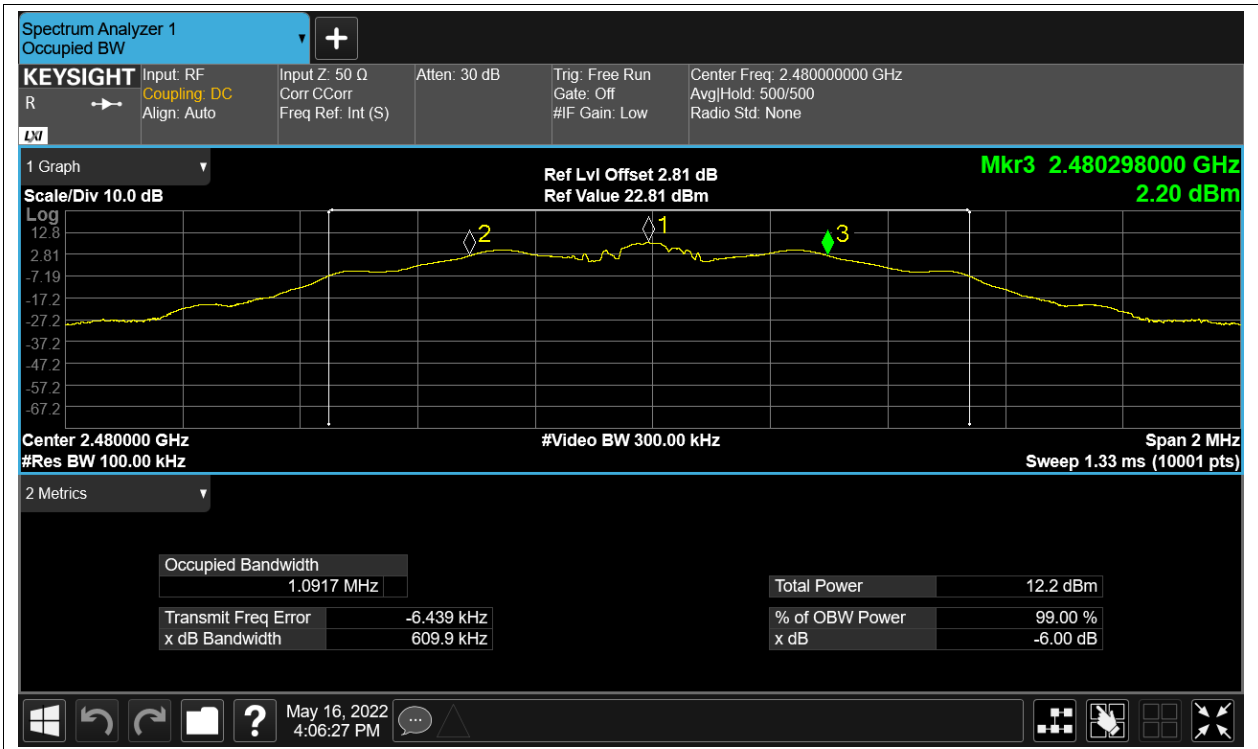 Spectrum Analyzer 1
Occupied BW
KEYSIGHT
R
LXI
Input: RF
Coupling: DC
Align: Auto
Input Z: 50 Ω
Corr CCorr
Freq Ref: Int (S)
Atten: 30 dB
Trig: Free Run
Gate: Off
#IF Gain: Low
Center Freq: 2.480000000 GHz
Avg|Hold: 500/500
Radio Std: None
1 Graph
Scale/Div 10.0 dB
Ref Lvl Offset 2.81 dB
Ref Value 22.81 dBm
Mkr3 2.480298000 GHz
2.20 dBm
Log
12.8
2.81
-7.19
-17.2
-27.2
-37.2
-47.2
-57.2
-67.2
2
1
3
Center 2.480000 GHz
#Res BW 100.00 kHz
#Video BW 300.00 kHz
Span 2 MHz
Sweep 1.33 ms (10001 pts)
2 Metrics
Occupied Bandwidth
1.0917 MHz
Transmit Freq Error -6.439 kHz
x dB Bandwidth 609.9 kHz
Total Power 12.2 dBm
% of OBW Power 99.00 %
x dB -6.00 dB
?
May 16, 2022
4:06:27 PM